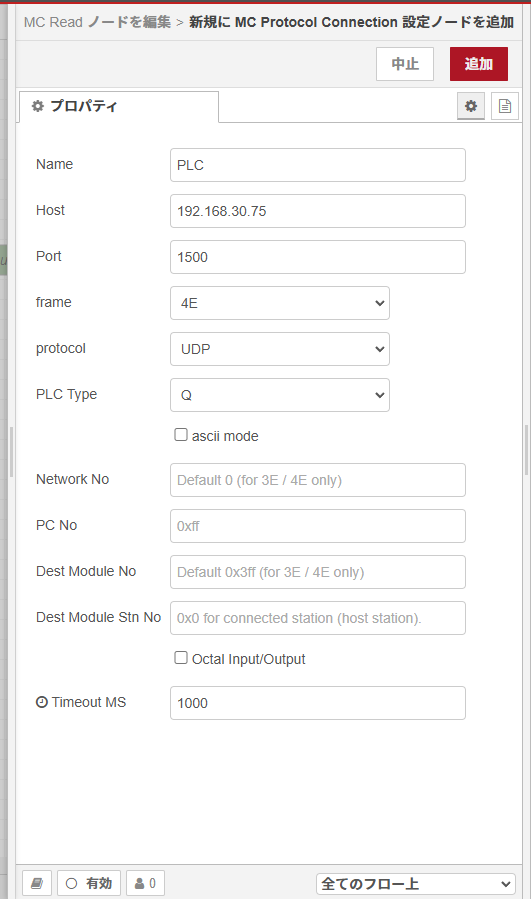 MC Read ノードを編集 > 新規に MC Protocol Connection 設定ノードを追加
中止 追加
プロパティ
Name PLC
Host 192.168.30.75
Port 1500
frame 4E
protocol UDP
PLC Type Q
ascii mode
Network No Default 0 (for 3E / 4E only)
PC No 0xff
Dest Module No Default 0x3ff (for 3E / 4E only)
Dest Module Stn No 0x0 for connected station (host station).
Octal Input/Output
Timeout MS 1000
有効 0 全てのフロー上